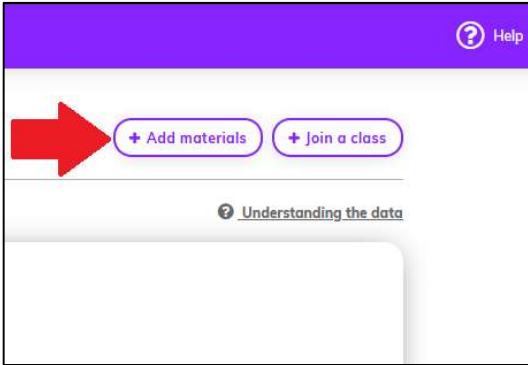 Help
+ Add materials
+ Join a class
Understanding the data